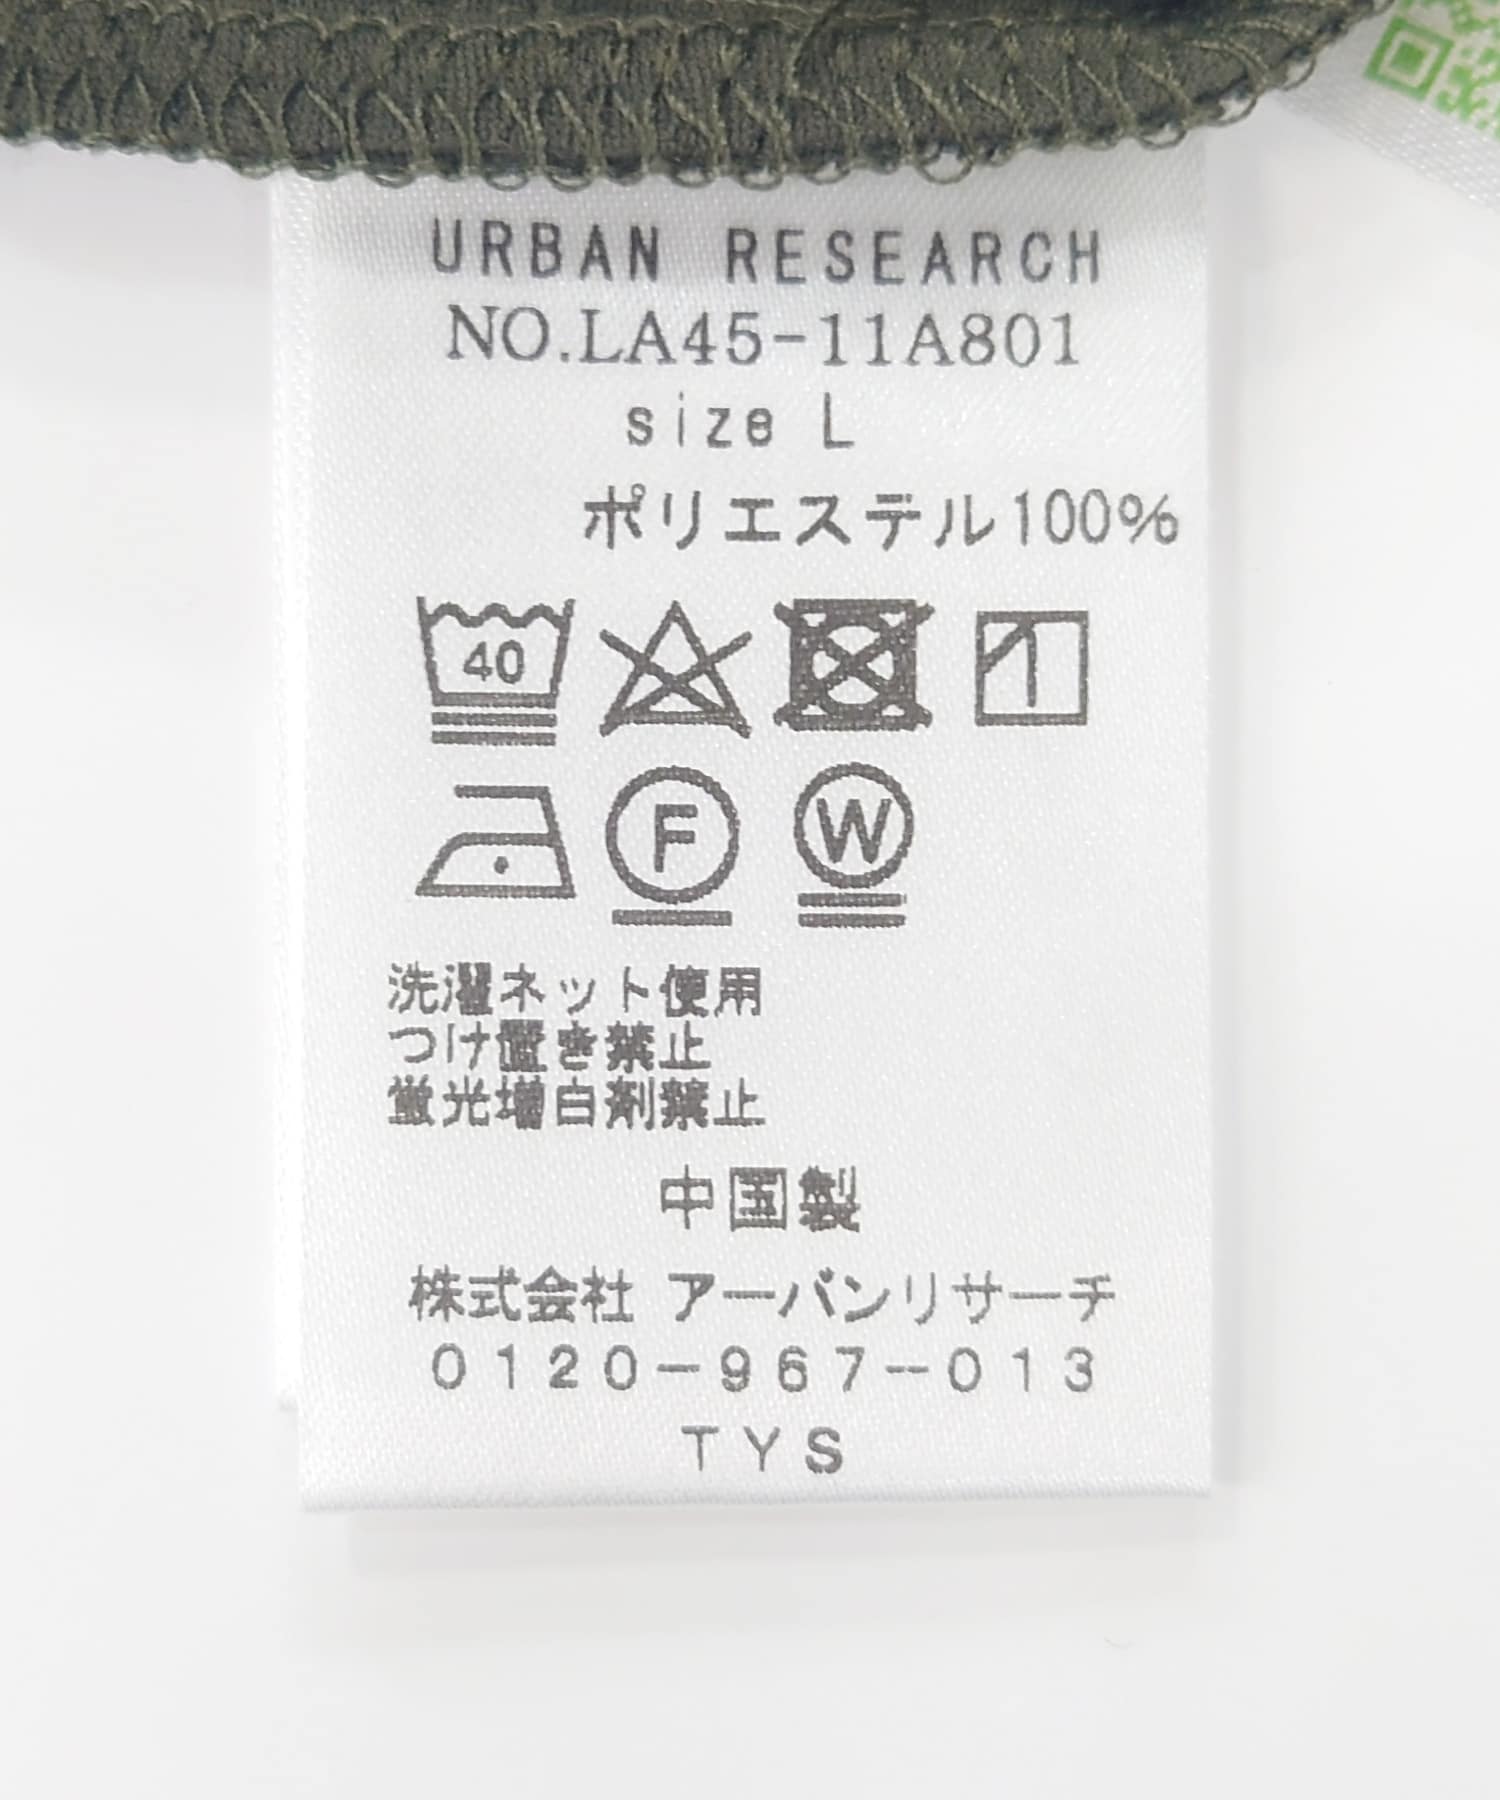 URBAN RESEARCH
NO.LA45-11A801
size L
ポリエステル100%
40
F W
洗濯ネット使用
つけ置き禁止
蛍光増白剤禁止
中国製
株式会社 アーバンリサーチ
0120-967-013
TYS